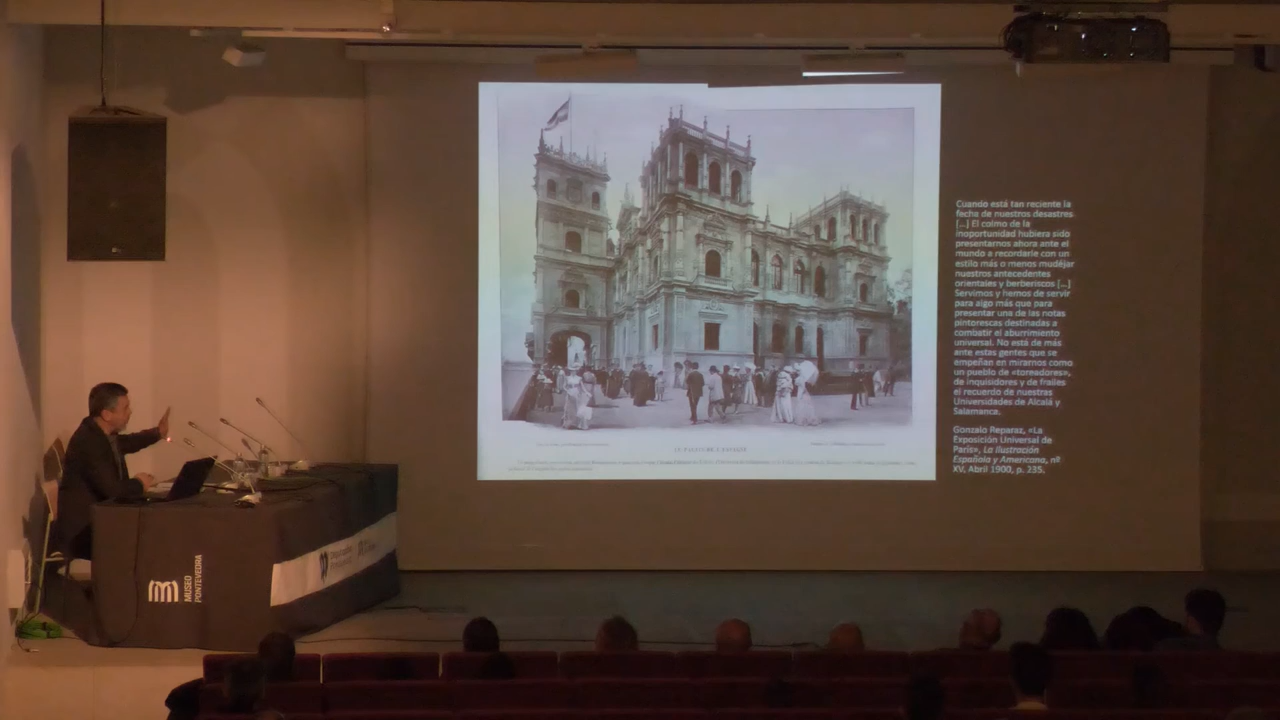 Cuando está tan reciente la
fecha de nuestros desastres
[...] El colmo de la
inoportunidad hubiera sido
presentarnos ahora ante el
mundo a recordarle con un
estilo más o menos mudéjar
nuestros antecedentes
orientales y berberiscos [...]
Servimos y hemos de servir
para algo más que para
presentar una de las notas
pintorescas destinadas a
combatir el aburrimiento
universal. No está de más
ante estas gentes que se
empeñan en mirarnos como
un pueblo de «toreadores»,
de inquisidores y de frailes
el recuerdo de nuestras
Universidades de Alcalá y
Salamanca.
Gonzalo Reparaz, «La
Exposición Universal de
París», La Ilustración
Española y Americana, nº
XV, Abril 1900, p. 235.
MUSEO
PONTEVEDRA